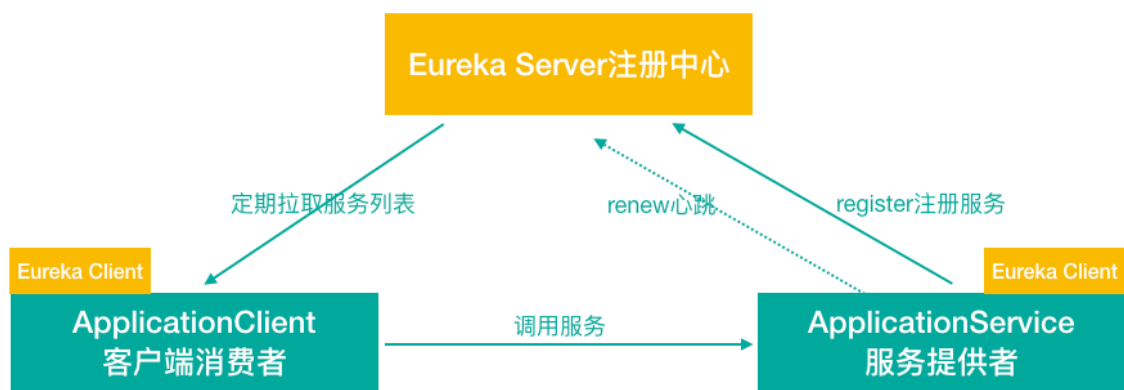 Eureka Server注册中心
定期拉取服务列表
renew心跳
register注册服务
Eureka Client
Eureka Client
ApplicationClient
客户端消费者
调用服务
ApplicationService
服务提供者